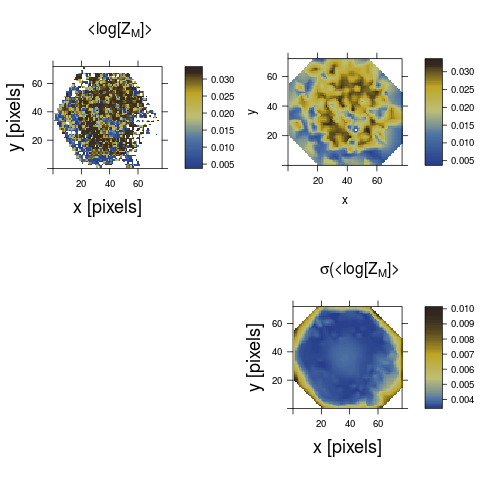 <log[Z_M]>
y [pixels]
60
40
20
20 40 60
x [pixels]
0.030
0.025
0.020
0.015
0.010
0.005
y
60
40
20
20 40 60
x
0.030
0.025
0.020
0.015
0.010
0.005
σ(<log[Z_M]>
y [pixels]
60
40
20
20 40 60
x [pixels]
0.010
0.009
0.008
0.007
0.006
0.005
0.004